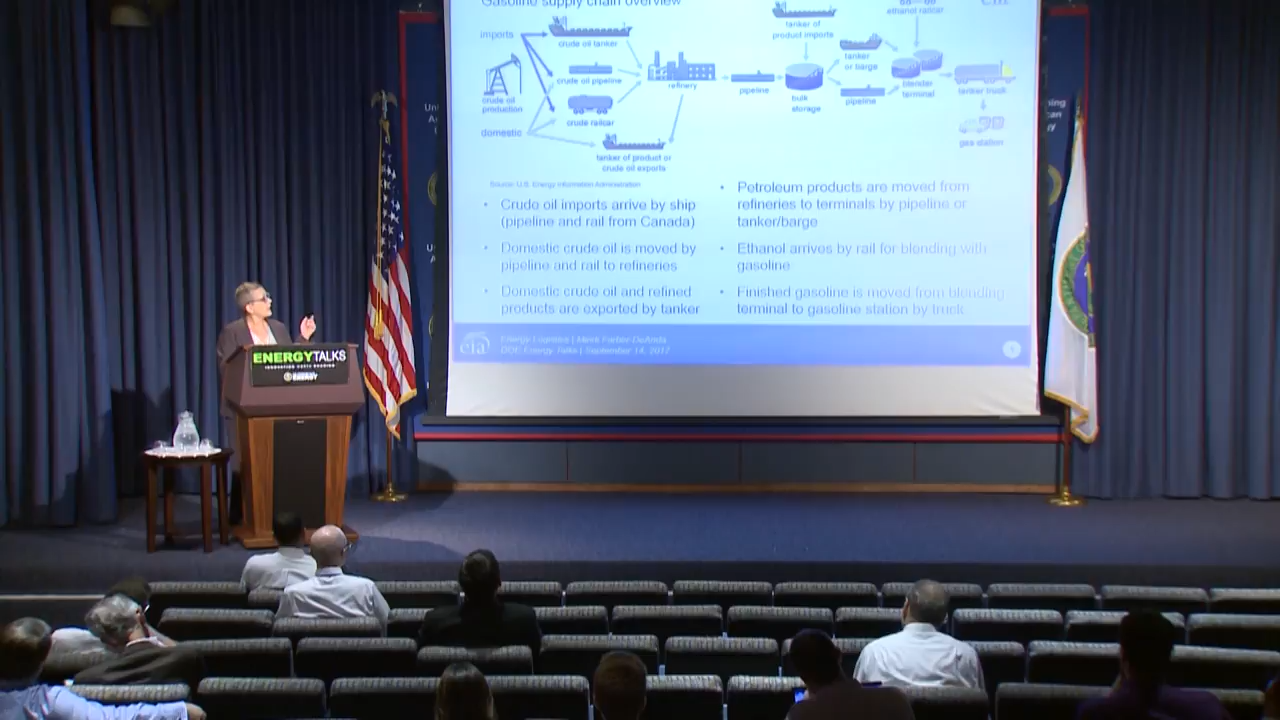 Gasoline supply chain overview
imports
crude oil tanker
tanker of
product imports
ethanol railcar
tanker
or barge
crude oil pipeline
refinery
pipeline
bulk
storage
pipeline
blender
terminal
tanker truck
crude oil
production
crude railcar
domestic
gas station
tanker of product or
crude oil exports
Source: U.S. Energy Information Administration
• Crude oil imports arrive by ship
(pipeline and rail from Canada)
• Domestic crude oil is moved by
pipeline and rail to refineries
• Domestic crude oil and refined
products are exported by tanker
• Petroleum products are moved from
refineries to terminals by pipeline or
tanker/barge
• Ethanol arrives by rail for blending with
gasoline
• Finished gasoline is moved from blending
terminal to gasoline station by truck
eia
Energy Logistics | Mindi Farber-DeAnda
DOE Energy Talks | September 14, 2017
ENERGYTALKS
ENERGY